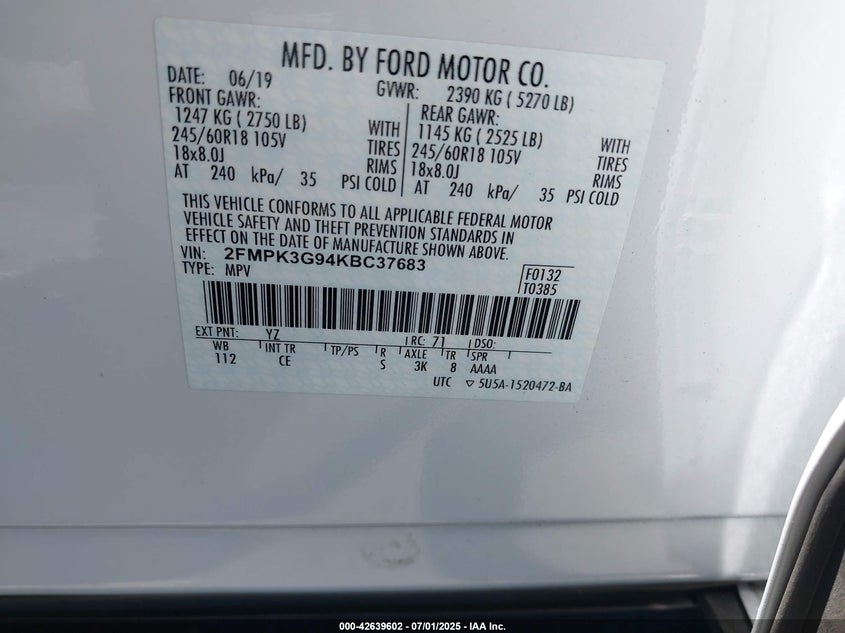 MFD. BY FORD MOTOR CO.
DATE: 06/19 GVWR: 2390 KG ( 5270 LB)
FRONT GAWR: REAR GAWR:
1247 KG ( 2750 LB) WITH 1145 KG ( 2525 LB) WITH
245/60R18 105V TIRES 245/60R18 105V TIRES
18x8.0J RIMS 18x8.0J RIMS
AT 240 kPa/ 35 PSI COLD AT 240 kPa/ 35 PSI COLD
THIS VEHICLE CONFORMS TO ALL APPLICABLE FEDERAL MOTOR
VEHICLE SAFETY AND THEFT PREVENTION STANDARDS IN
EFFECT ON THE DATE OF MANUFACTURE SHOWN ABOVE.
VIN: 2FMPK3G94KBC37683
TYPE: MPV
F0132
T0385
EXT PNT: YZ RC: 71 DSO:
WB INT TR TP/PS R AXLE TR SPR
112 CE S 3K 8 AAAA
UTC ▽ 5U5A-1520472-BA
000-42639602 - 07/01/2025 - IAA Inc.